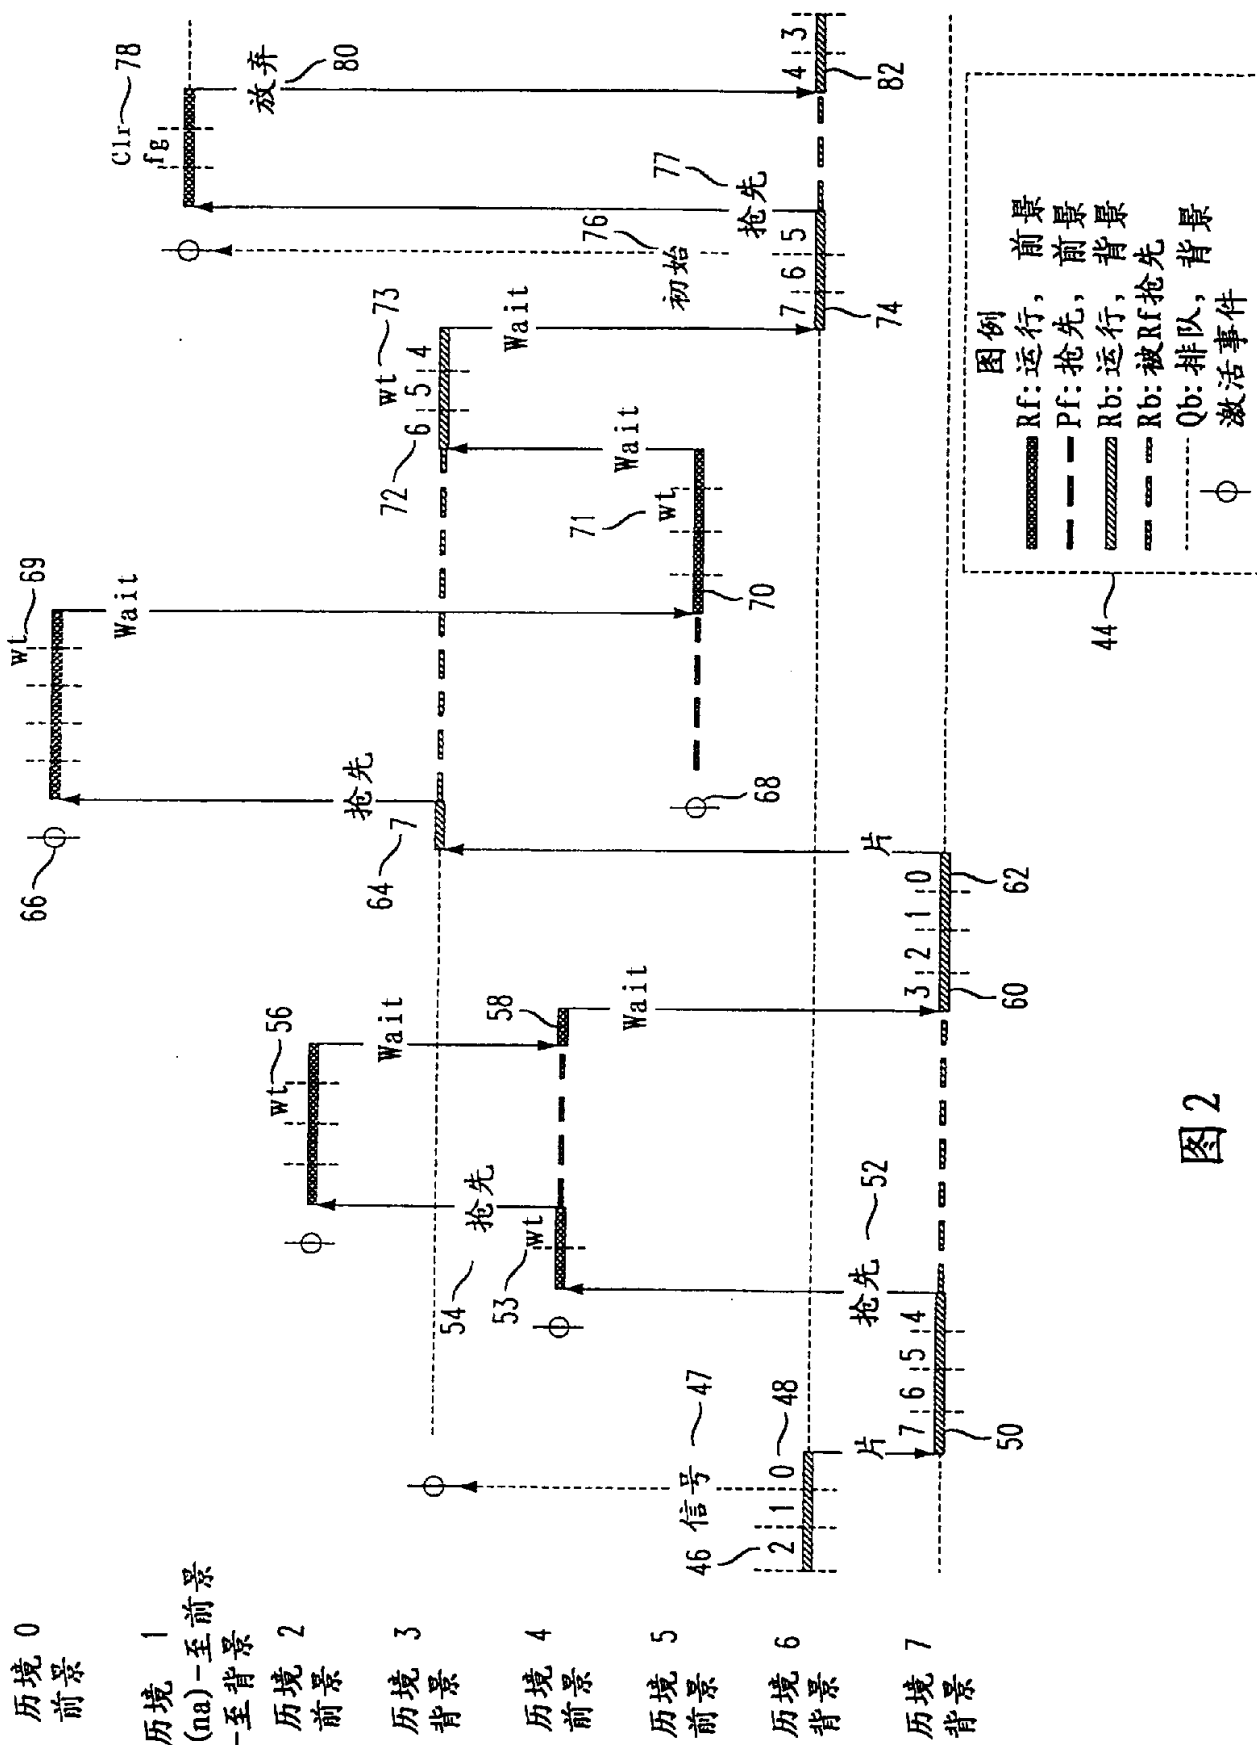 历境 0
前景
wt 69
66
Wait
历境 1
(na)-至前景
-至背景
Clr 78
fg
放弃
80
历境 2
前景
wt 56
Wait
抢先
54
历境 3
背景
64
7
抢先
72
6 5 4
wt 73
Wait
历境 4
前景
53
wt
58
Wait
历境 5
前景
68
70
71
wt
Wait
初始
76
抢先
77
历境 6
背景
46
2 1 0
信号
47
48
片
7 6 5
74
4 3
82
历境 7
背景
7 6 5 4
50
抢先
52
3 2 1 0
60
62
片
44
图例
Rf:运行, 前景
Pf:抢先, 前景
Rb:运行, 背景
Rb:被Rf抢先
Qb:排队, 背景
激活事件
图2